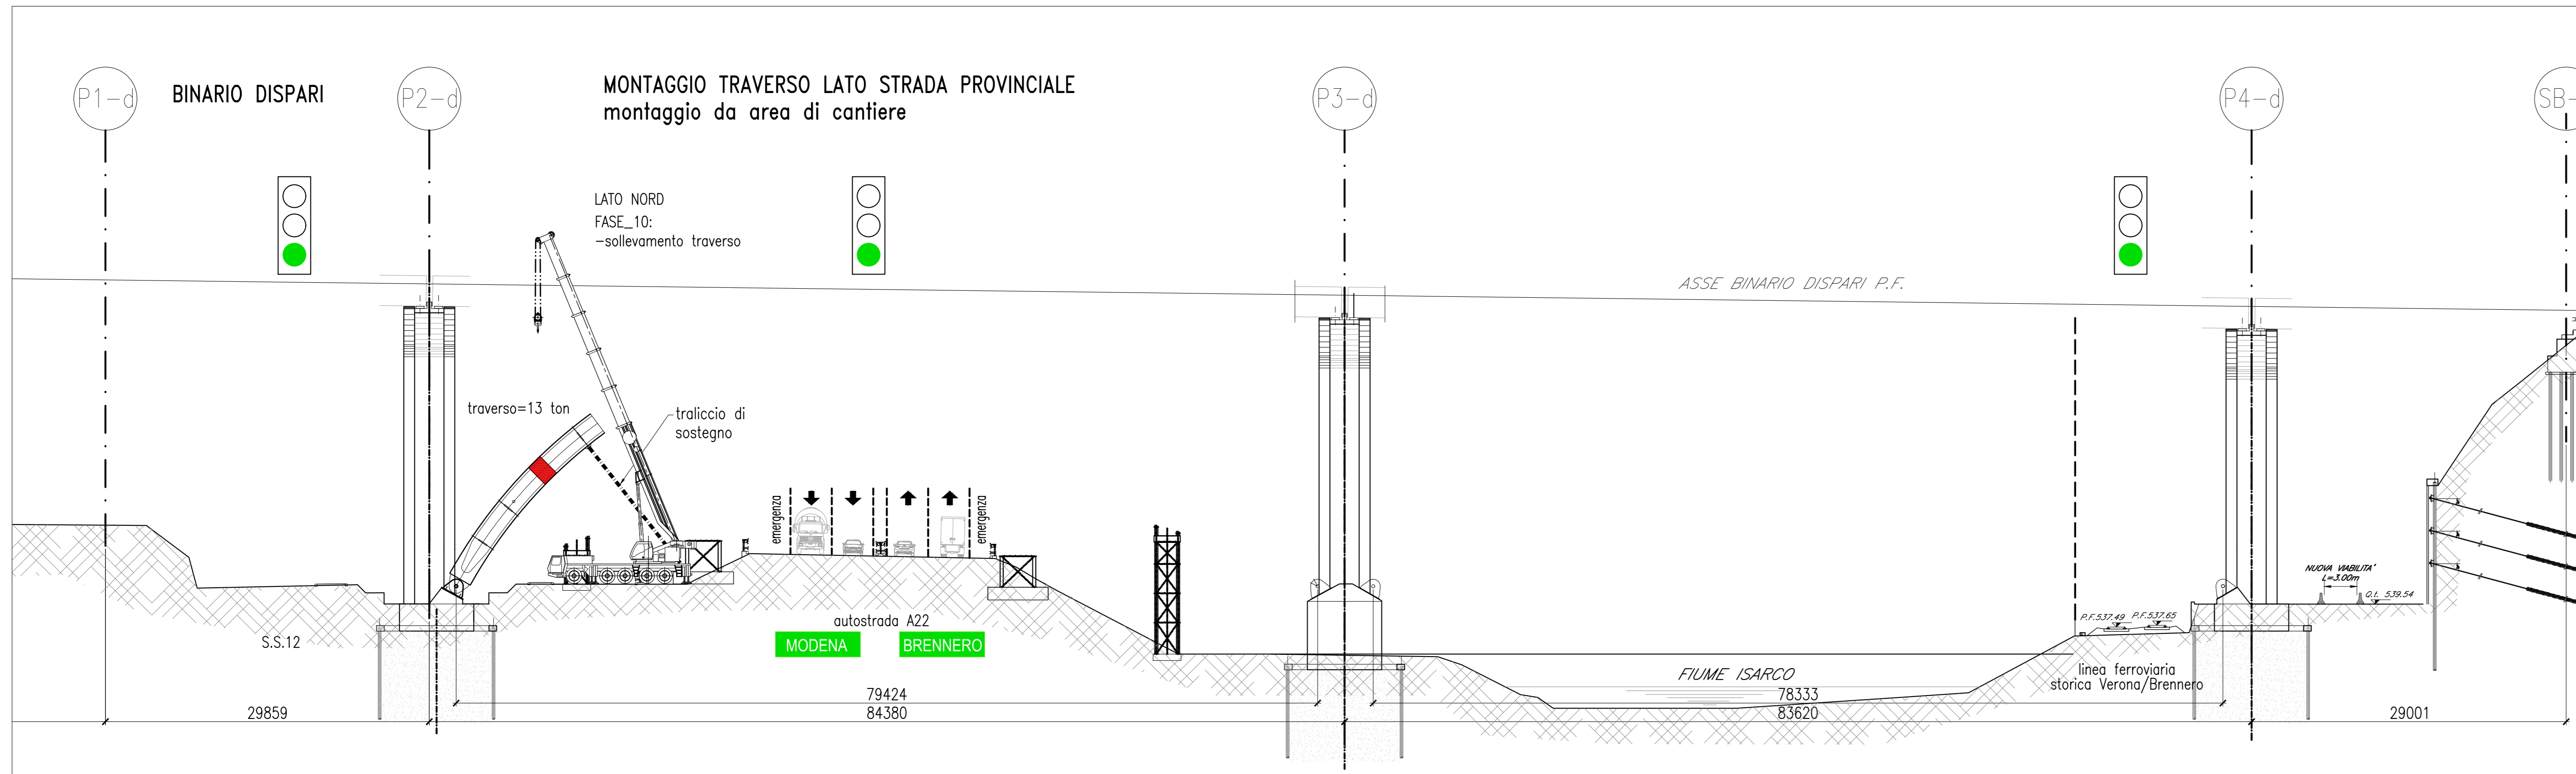 P1-d
BINARIO DISPARI
P2-d
MONTAGGIO TRAVERSO LATO STRADA PROVINCIALE
montaggio da area di cantiere
P3-d
P4-d
SB-
LATO NORD
FASE_10:
-sollevamento traverso
ASSE BINARIO DISPARI P.F.
traverso=13 ton
traliccio di
sostegno
emergenza
emergenza
S.S.12
autostrada A22
MODENA
BRENNERO
FIUME ISARCO
P.F.537.49
P.F.537.65
NUOVA VIABILITA'
L=3.00m
Q.t. 539.54
linea ferroviaria
storica Verona/Brennero
79424
78333
29859
84380
83620
29001